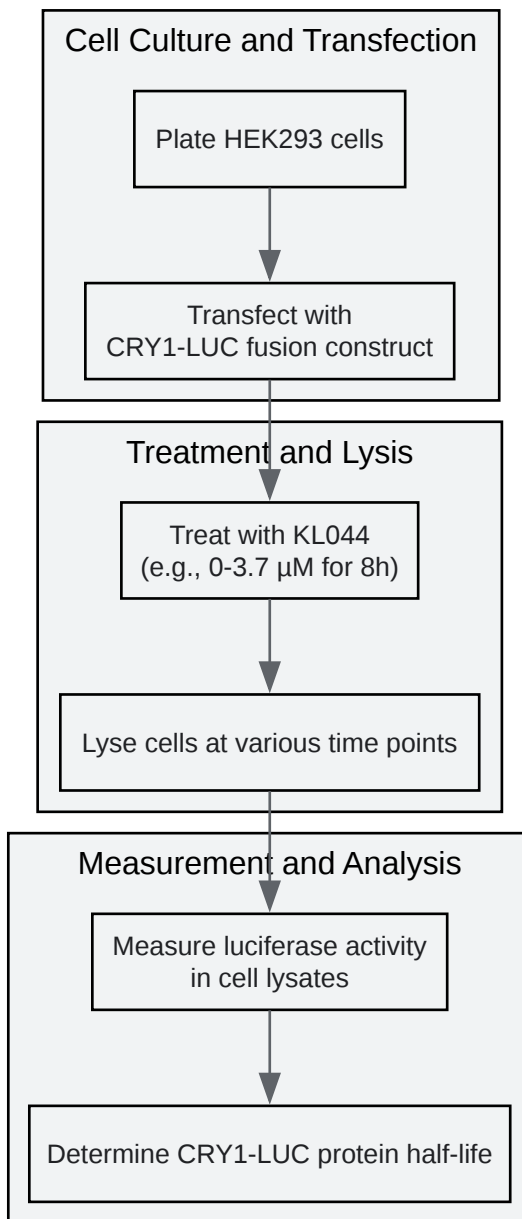 Cell Culture and Transfection
Plate HEK293 cells
Transfect with
CRY1-LUC fusion construct
Treatment and Lysis
Treat with KL044
(e.g., 0-3.7 µM for 8h)
Lyse cells at various time points
Measurement and Analysis
Measure luciferase activity
in cell lysates
Determine CRY1-LUC protein half-life